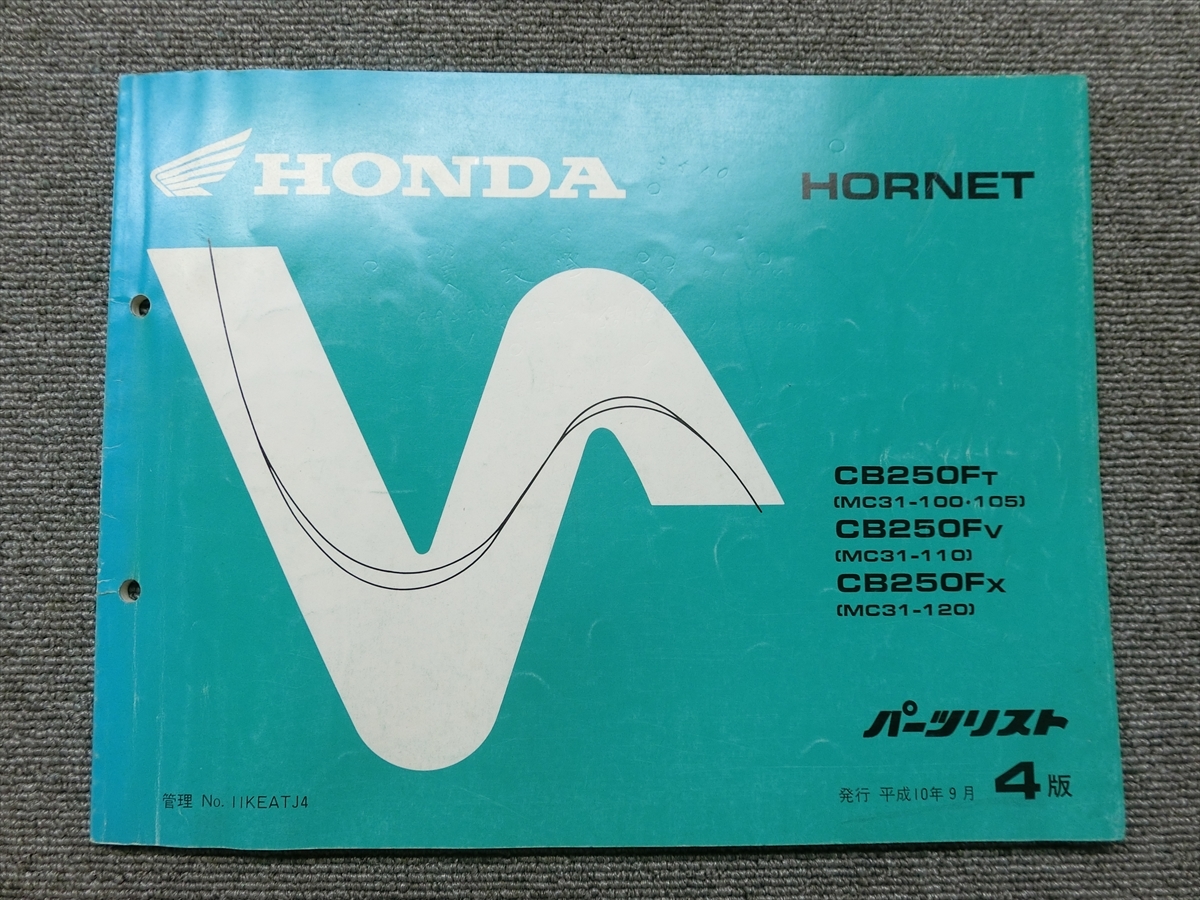 HONDA
HORNET
CB250FT
(MC31-100・105)
CB250FV
(MC31-110)
CB250FX
(MC31-120)
パーツリスト
管理 No. 11KEATJ4
発行 平成10年9月 4版